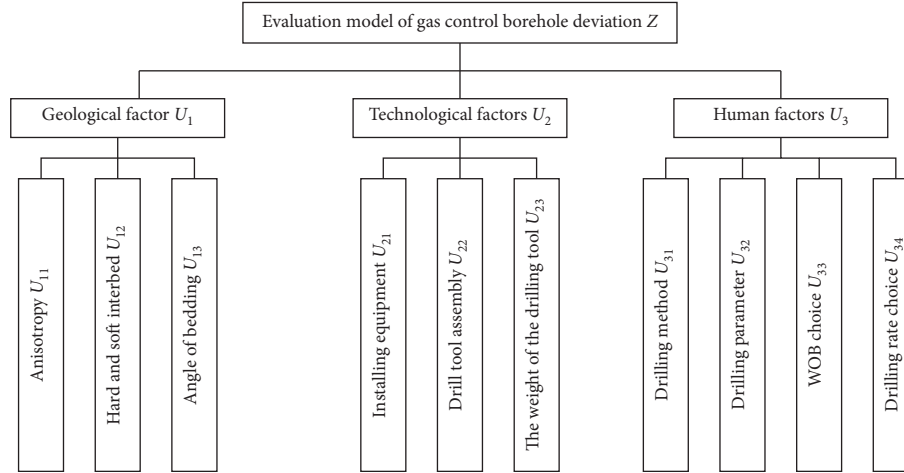 Evaluation model of gas control borehole deviation Z
Geological factor U₁
Technological factors U₂
Human factors U₃
Anisotropy U₁₁
Hard and soft interbed U₁₂
Angle of bedding U₁₃
Installing equipment U₂₁
Drill tool assembly U₂₂
The weight of the drilling tool U₂₃
Drilling method U₃₁
Drilling parameter U₃₂
WOB choice U₃₃
Drilling rate choice U₃₄